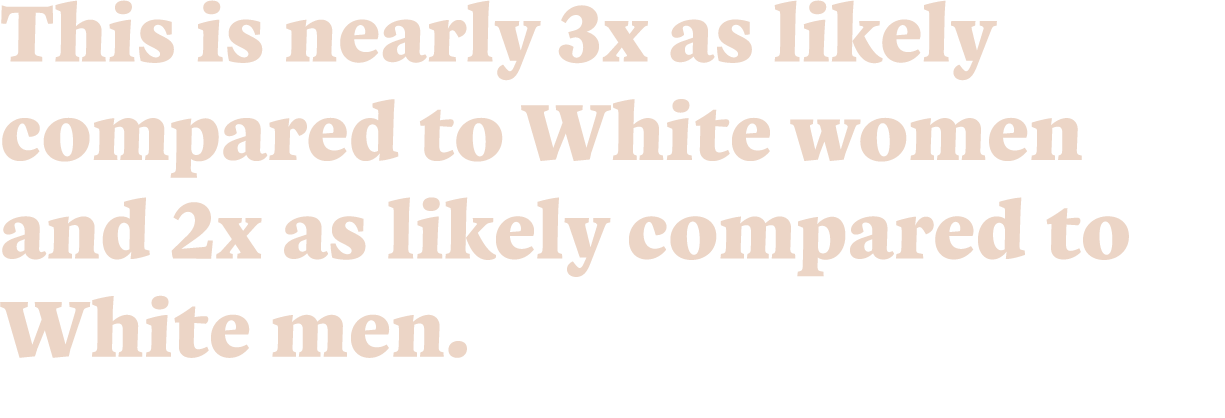 This is nearly 3x as likely
compared to White women
and 2x as likely compared to
White men.